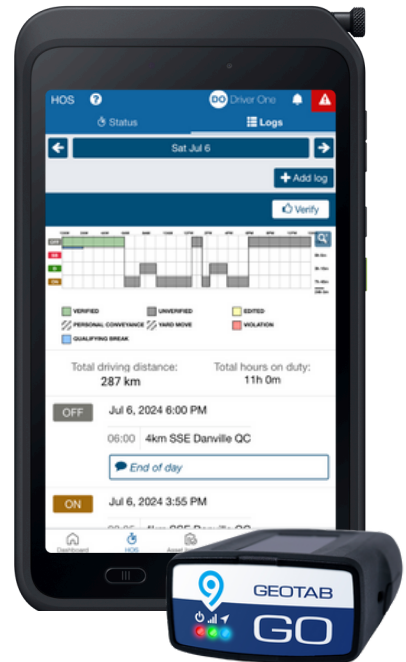 HOS ? DO Driver One
Status Logs
Sat Jul 6
+ Add log
Verify
OFF
SB
D
ON
VERIFIED UNVERIFIED EDITED
PERSONAL CONVEYANCE YARD MOVE VIOLATION
QUALIFYING BREAK
Total driving distance: Total hours on duty:
287 km 11h 0m
OFF Jul 6, 2024 6:00 PM
06:00 4km SSE Danville QC
End of day
ON Jul 6, 2024 3:55 PM
Dashboard HOS
GEOTAB
GO